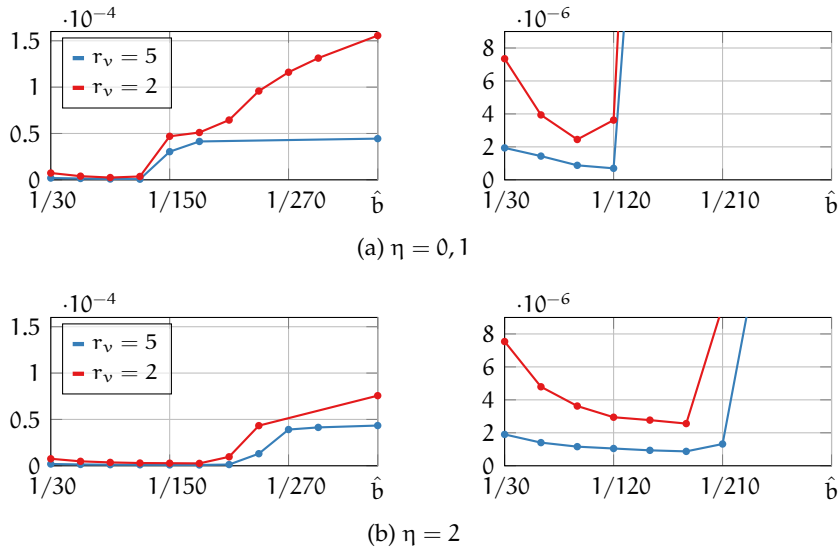 ·10⁻⁴
1.5
1
0.5
0
r_v = 5
r_v = 2
1/30 1/150 1/270 b̂
·10⁻⁶
8
6
4
2
0
1/30 1/120 1/210 b̂
(a) η = 0, 1
·10⁻⁴
1.5
1
0.5
0
r_v = 5
r_v = 2
1/30 1/150 1/270 b̂
·10⁻⁶
8
6
4
2
0
1/30 1/120 1/210 b̂
(b) η = 2